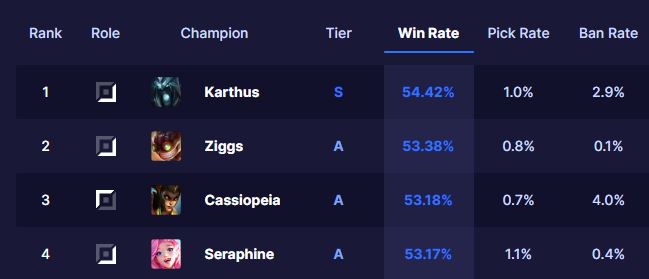 Rank Role Champion Tier Win Rate Pick Rate Ban Rate
1 Karthus S 54.42% 1.0% 2.9%
2 Ziggs A 53.38% 0.8% 0.1%
3 Cassiopeia A 53.18% 0.7% 4.0%
4 Seraphine A 53.17% 1.1% 0.4%